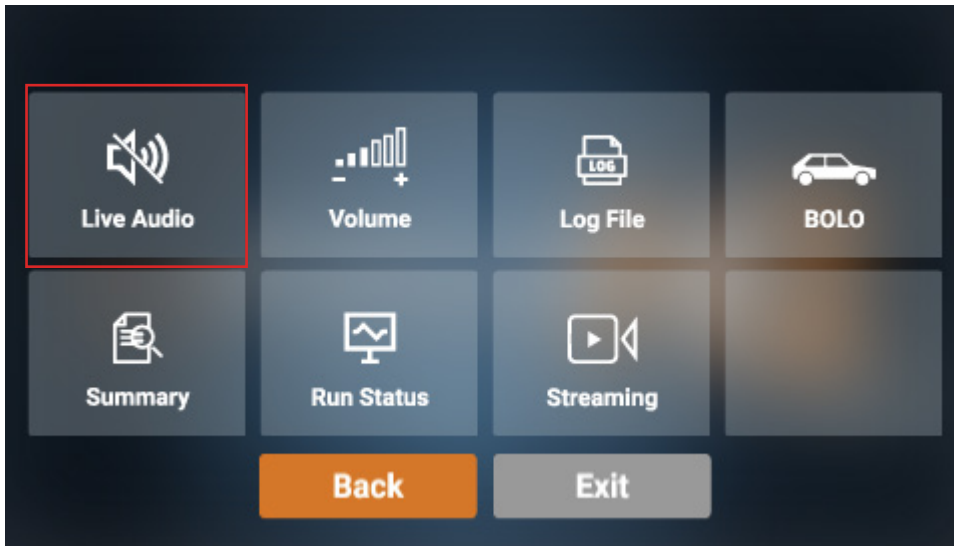 LOG
Live Audio
Volume
Log File
BOLO
Summary
Run Status
Streaming
Back
Exit